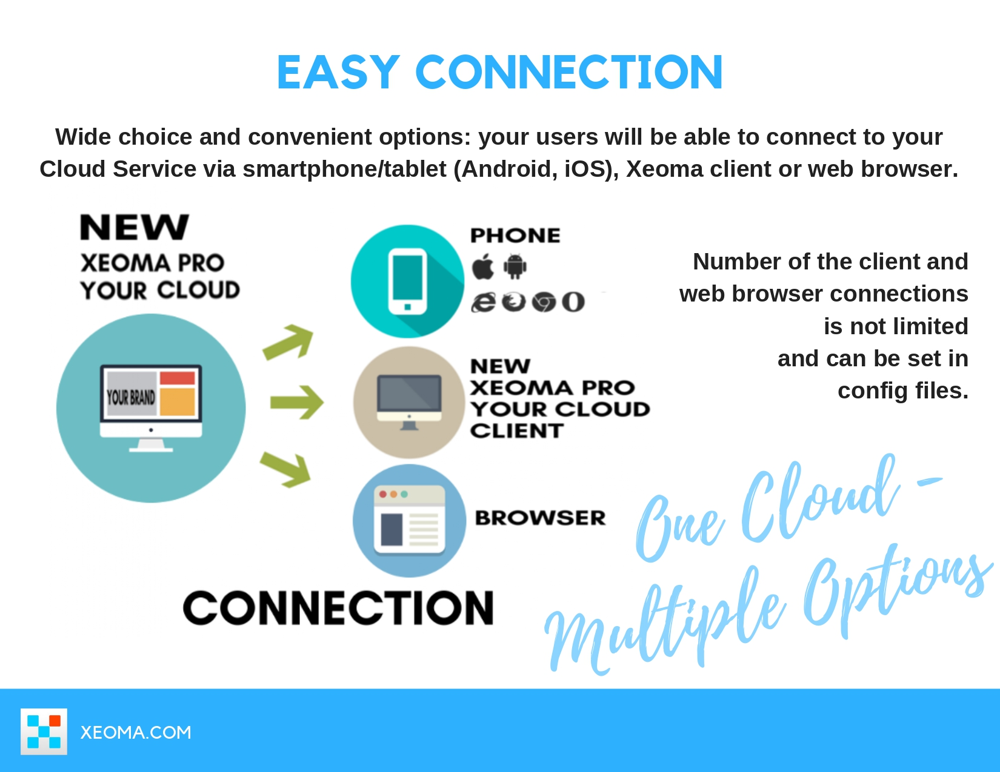 EASY CONNECTION
Wide choice and convenient options: your users will be able to connect to your
Cloud Service via smartphone/tablet (Android, iOS), Xeoma client or web browser.
NEW
XEOMA PRO
YOUR CLOUD
YOUR BRAND
PHONE
NEW
XEOMA PRO
YOUR CLOUD
CLIENT
BROWSER
CONNECTION
Number of the client and
web browser connections
is not limited
and can be set in
config files.
One Cloud -
Multiple Options
XEOMA.COM